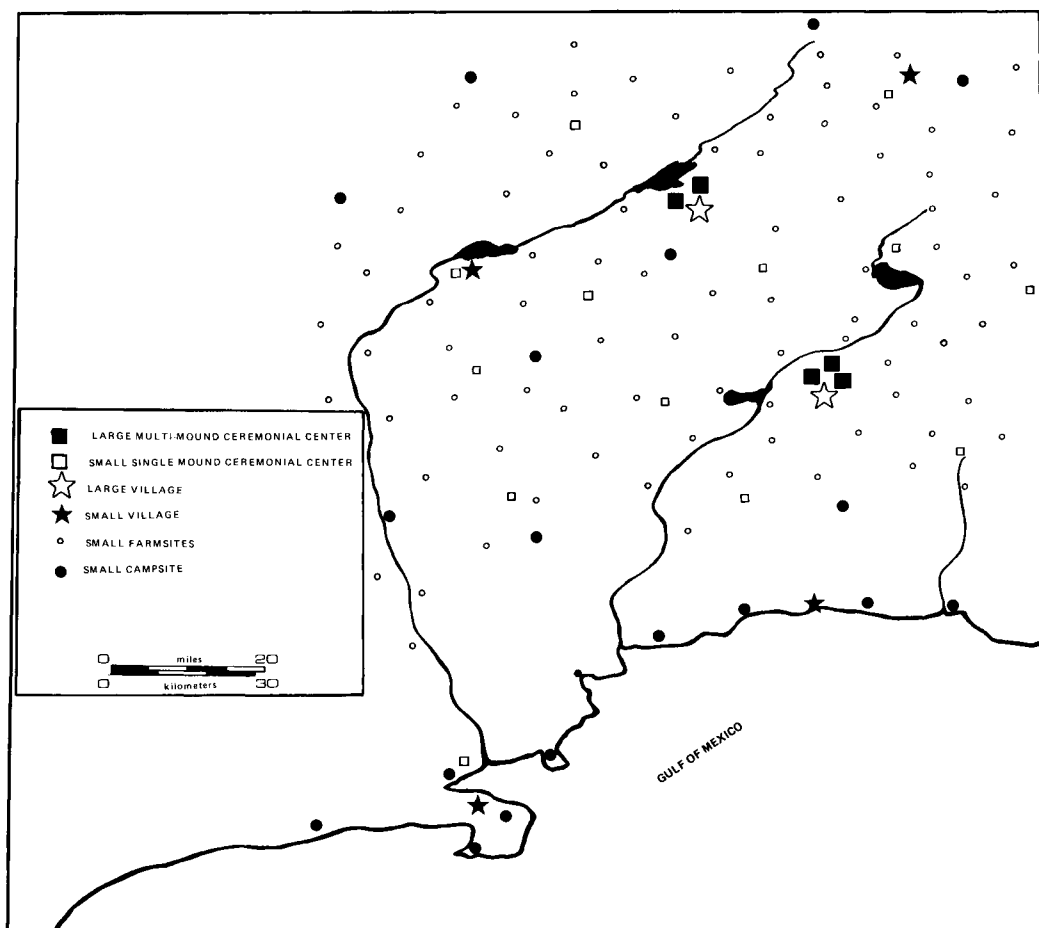 LARGE MULTI-MOUND CEREMONIAL CENTER
SMALL SINGLE MOUND CEREMONIAL CENTER
LARGE VILLAGE
SMALL VILLAGE
SMALL FARMSITES
SMALL CAMPSITE
0 miles 20
0 kilometers 30
GULF OF MEXICO